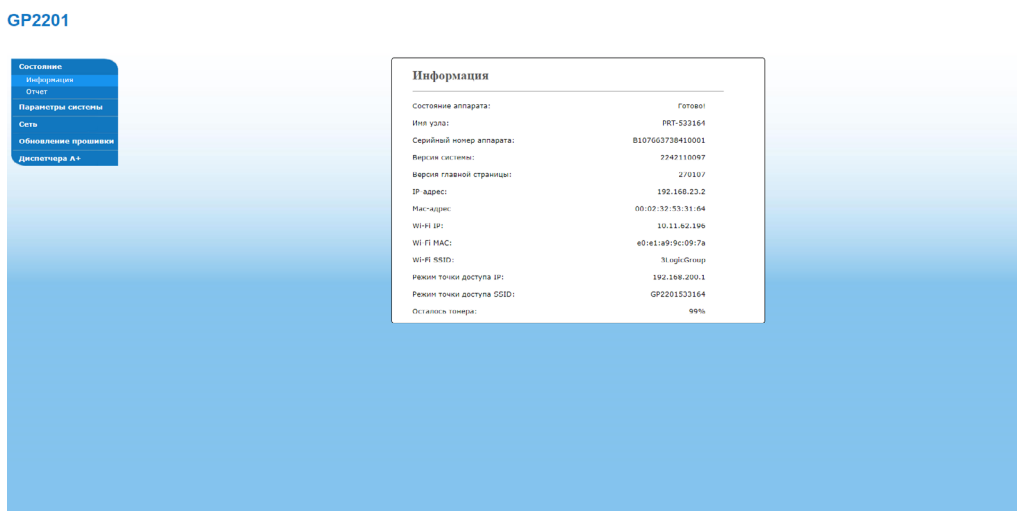 GP2201
Состояние
Информация
Отчет
Параметры системы
Сеть
Обновление прошивки
Диспетчера A+
Информация
Состояние аппарата: Готово!
Имя узла: PRT-533164
Серийный номер аппарата: B107663738410001
Версия системы: 2242110097
Версия главной страницы: 270107
IP-адрес: 192.168.23.2
Mac-адрес: 00:02:32:53:31:64
Wi-Fi IP: 10.11.62.196
Wi-Fi MAC: e0:e1:a9:9c:09:7a
Wi-Fi SSID: 3LogicGroup
Режим точки доступа IP: 192.168.200.1
Режим точки доступа SSID: GP2201533164
Осталось тонера: 99%